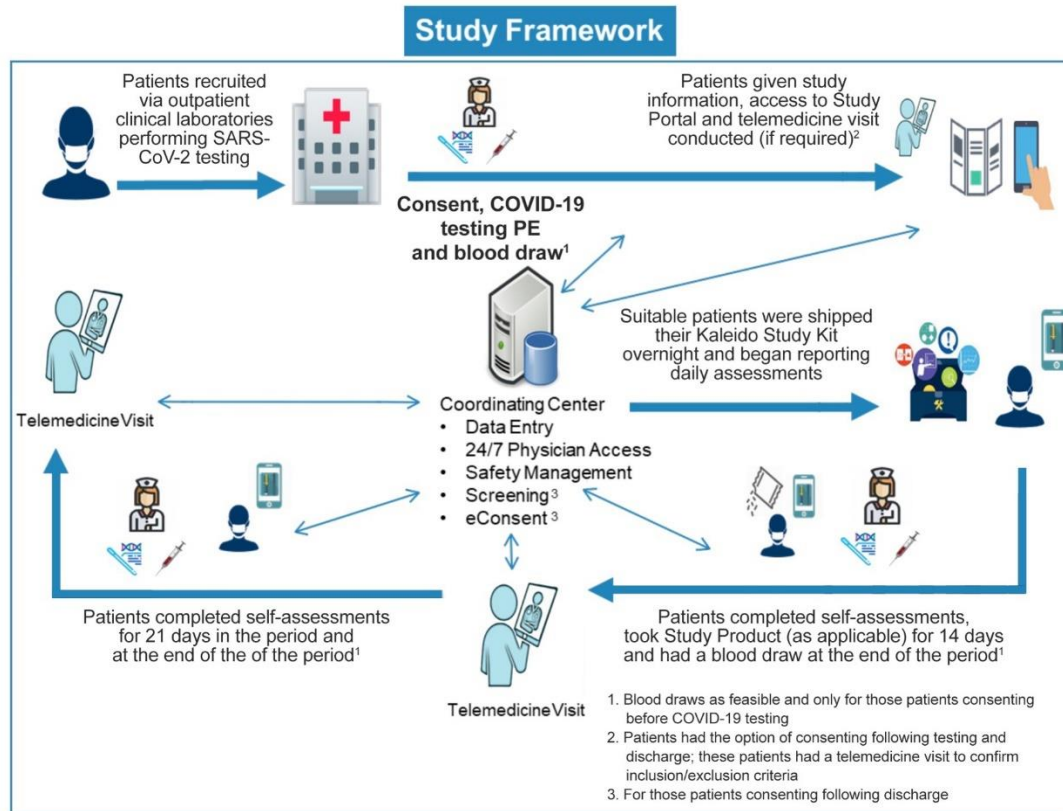 Study Framework
Patients recruited
via outpatient
clinical laboratories
performing SARS-
CoV-2 testing
Consent, COVID-19
testing PE
and blood draw¹
Patients given study
information, access to Study
Portal and telemedicine visit
conducted (if required)²
Suitable patients were shipped
their Kaleido Study Kit
overnight and began reporting
daily assessments
TelemedicineVisit
Coordinating Center
• Data Entry
• 24/7 Physician Access
• Safety Management
• Screening³
• eConsent³
Patients completed self-assessments
for 21 days in the period and
at the end of the of the period¹
TelemedicineVisit
Patients completed self-assessments,
took Study Product (as applicable) for 14 days
and had a blood draw at the end of the period¹
1. Blood draws as feasible and only for those patients consenting
before COVID-19 testing
2. Patients had the option of consenting following testing and
discharge; these patients had a telemedicine visit to confirm
inclusion/exclusion criteria
3. For those patients consenting following discharge